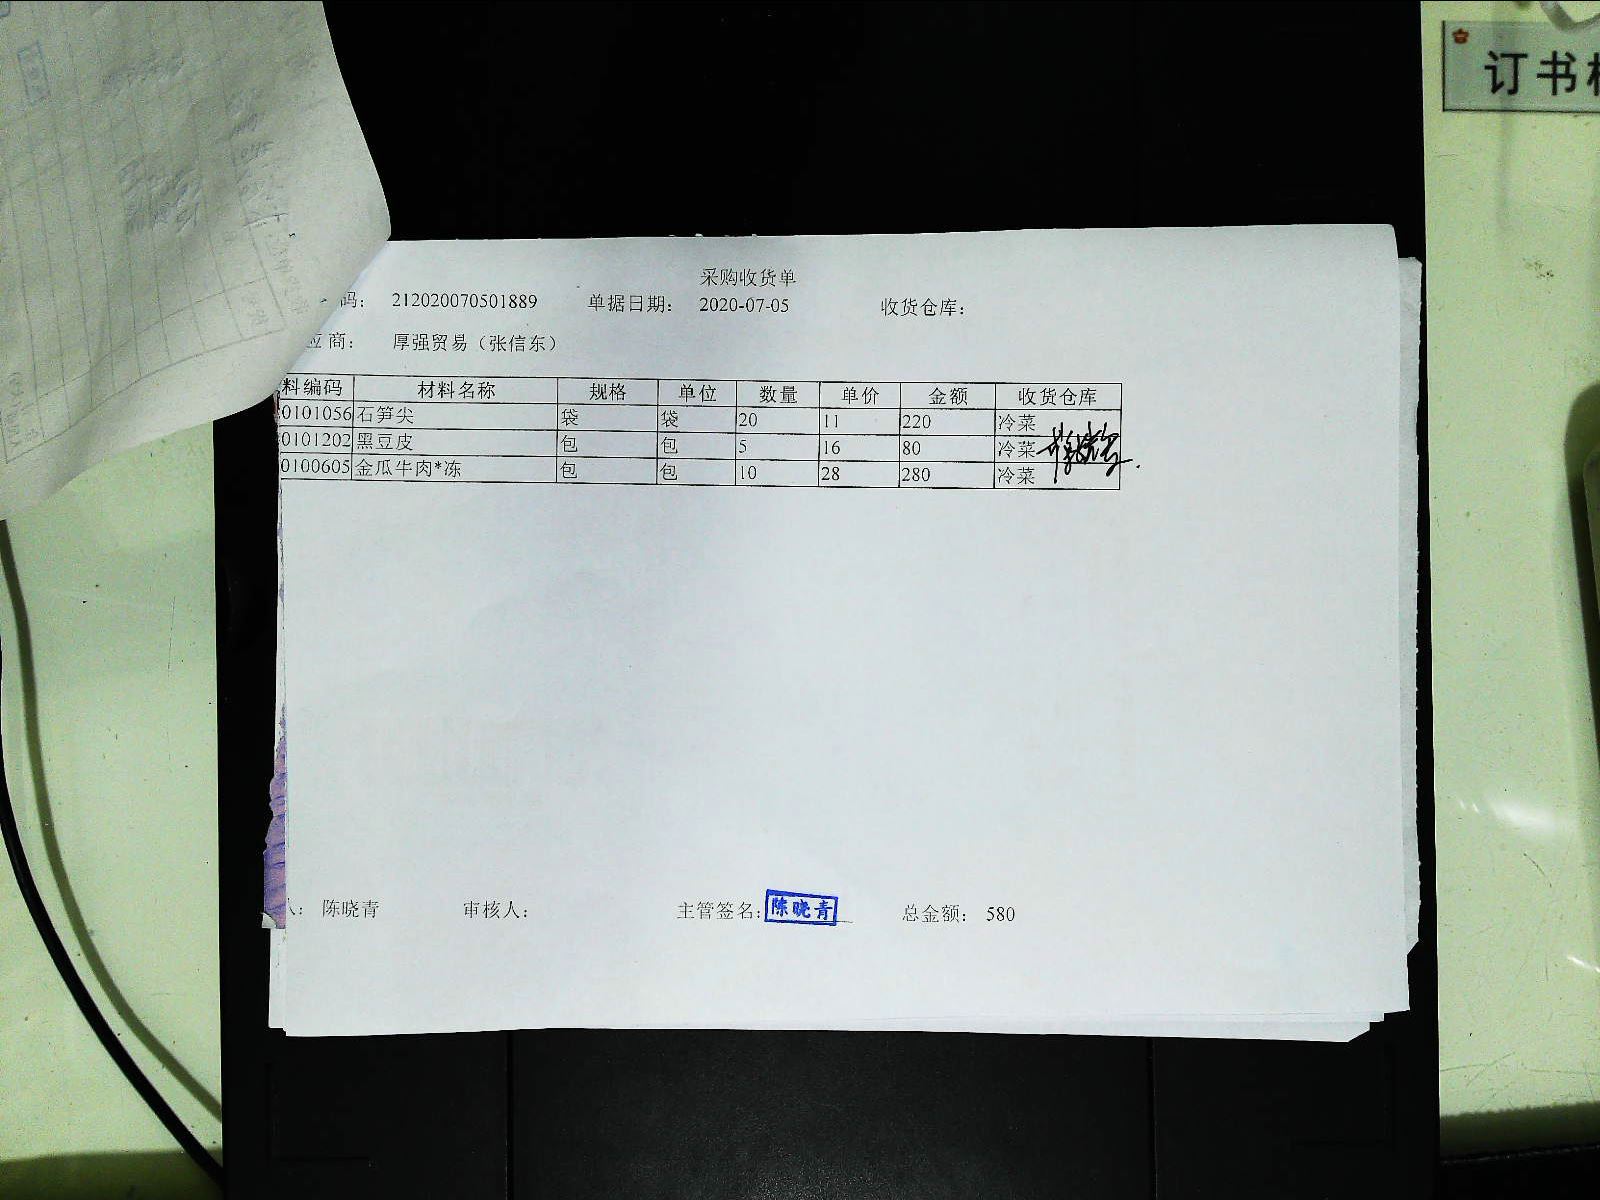 订书
采购收货单
码： 212020070501889 单据日期： 2020-07-05 收货仓库：
应商： 厚强贸易（张信东）
料编码 材料名称 规格 单位 数量 单价 金额 收货仓库
0101056 石笋尖 袋 袋 20 11 220 冷菜
0101202 黑豆皮 包 包 5 16 80 冷菜
0100605 金瓜牛肉*冻 包 包 10 28 280 冷菜
人： 陈晓青 审核人： 主管签名： 陈晓青 总金额： 580